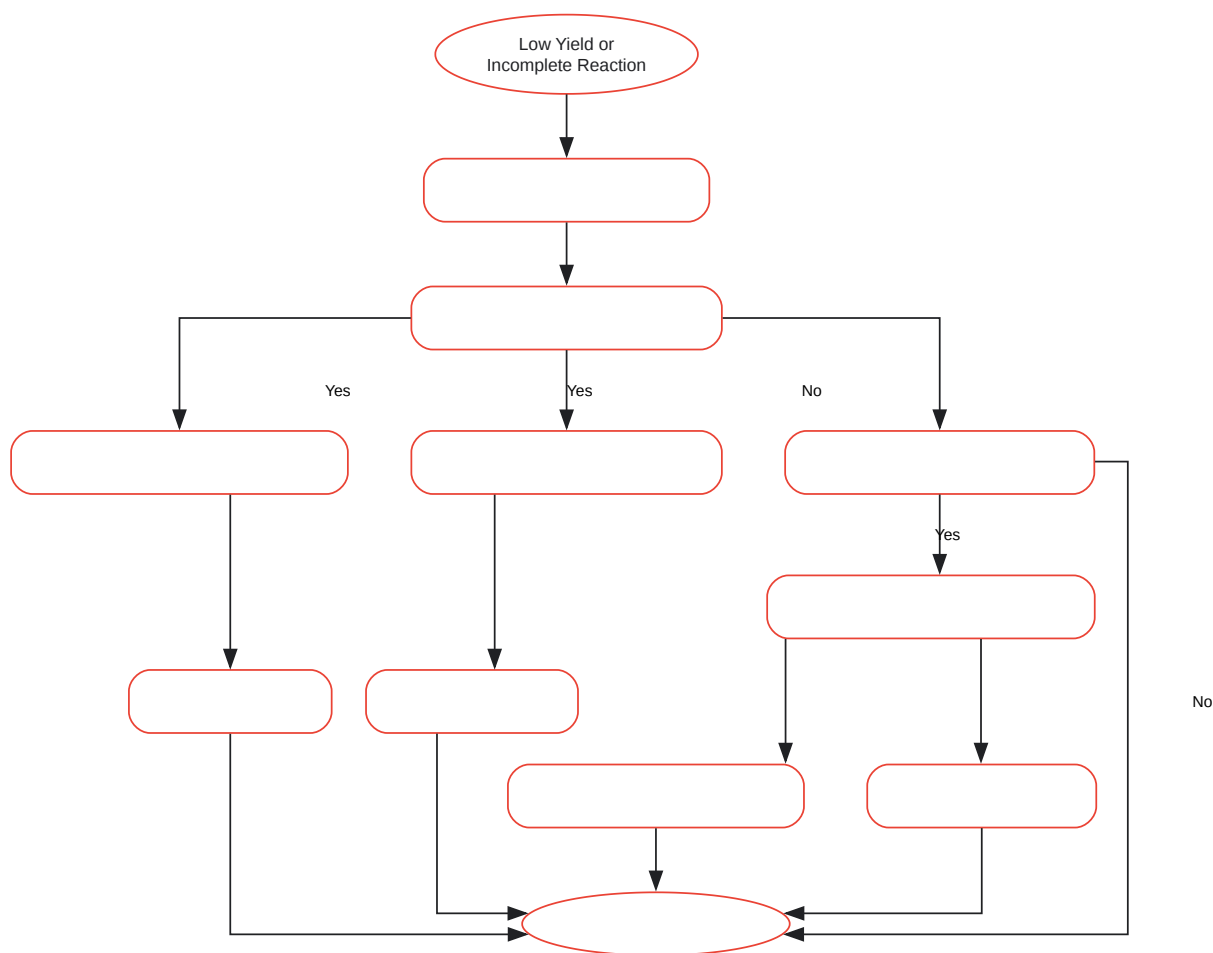 Low Yield or
Incomplete Reaction
Yes
Yes
No
Yes
No